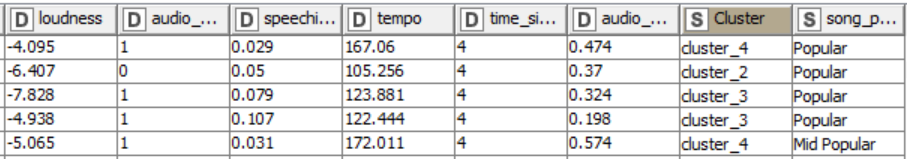 D loudness D audio_... D speechi... D tempo D time_si... D audio_... S Cluster S song_p...
-4.095 1 0.029 167.06 4 0.474 cluster_4 Popular
-6.407 0 0.05 105.256 4 0.37 cluster_2 Popular
-7.828 1 0.079 123.881 4 0.324 cluster_3 Popular
-4.938 1 0.107 122.444 4 0.198 cluster_3 Popular
-5.065 1 0.031 172.011 4 0.574 cluster_4 Mid Popular